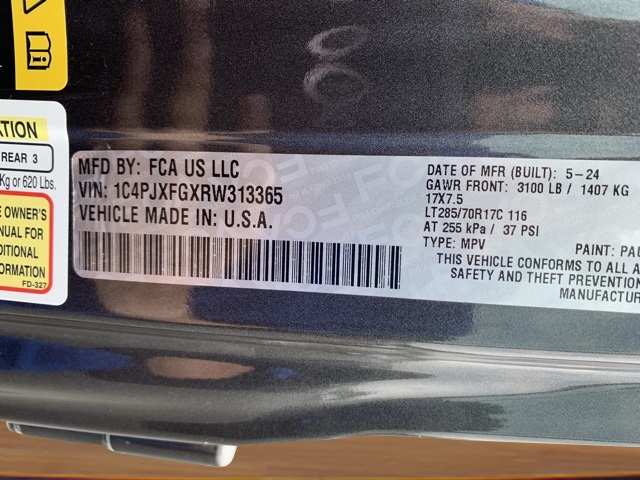 ATION
REAR 3
Kg or 620 Lbs.
E OWNER'S
MANUAL FOR
DDITIONAL
FORMATION
FD-327
MFD BY: FCA US LLC
VIN: 1C4PJXFGXRW313365
VEHICLE MADE IN: U.S.A.
DATE OF MFR (BUILT): 5-24
GAWR FRONT: 3100 LB / 1407 KG
17X7.5
LT285/70R17C 116
AT 255 kPa / 37 PSI
TYPE: MPV PAINT: PAU
THIS VEHICLE CONFORMS TO ALL A
SAFETY AND THEFT PREVENTION
MANUFACTUR